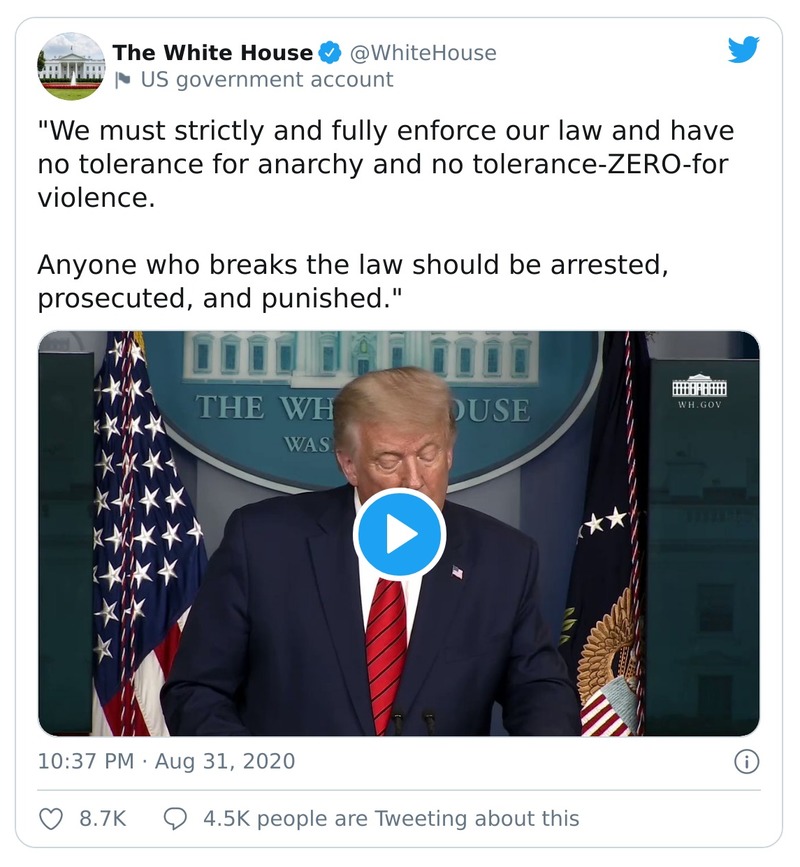 The White House @WhiteHouse
US government account
"We must strictly and fully enforce our law and have
no tolerance for anarchy and no tolerance-ZERO-for
violence.
Anyone who breaks the law should be arrested,
prosecuted, and punished."
THE WH OUSE
WAS
WH.GOV
10:37 PM · Aug 31, 2020
8.7K 4.5K people are Tweeting about this